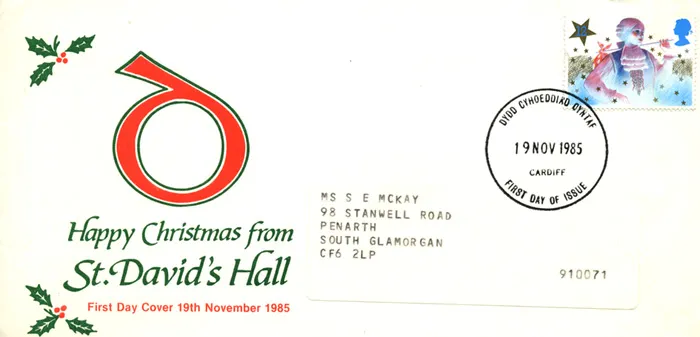 Happy Christmas from
St. David's Hall
First Day Cover 19th November 1985
DYDD CYHOEDDIAD CYNTAF
19 NOV 1985
CARDIFF
FIRST DAY OF ISSUE
MS S E MCKAY
98 STANWELL ROAD
PENARTH
SOUTH GLAMORGAN
CF6 2LP
910071